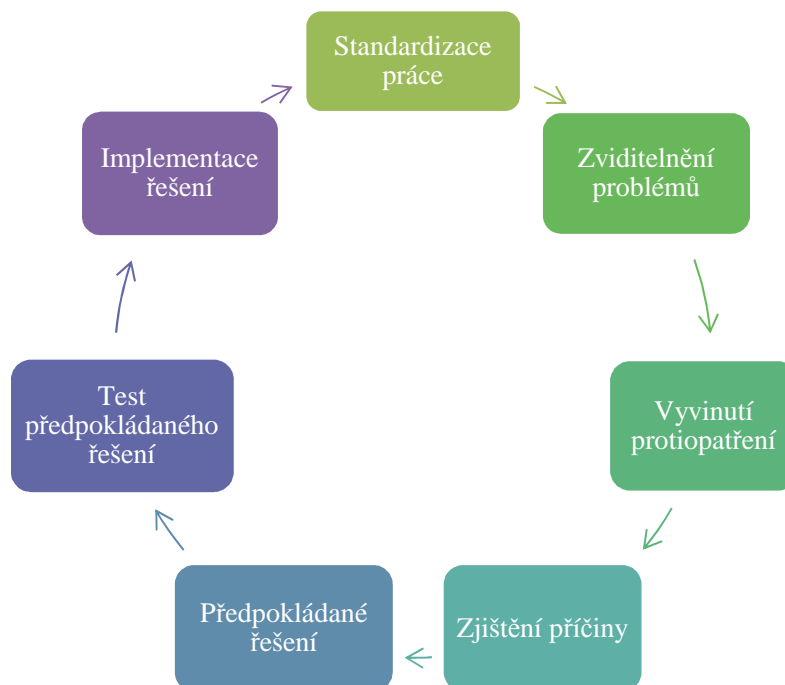 Standardizace
práce
Zviditelnění
problémů
Vyvinutí
protiopatření
Zjištění příčiny
Předpokládané
řešení
Test
předpokládaného
řešení
Implementace
řešení